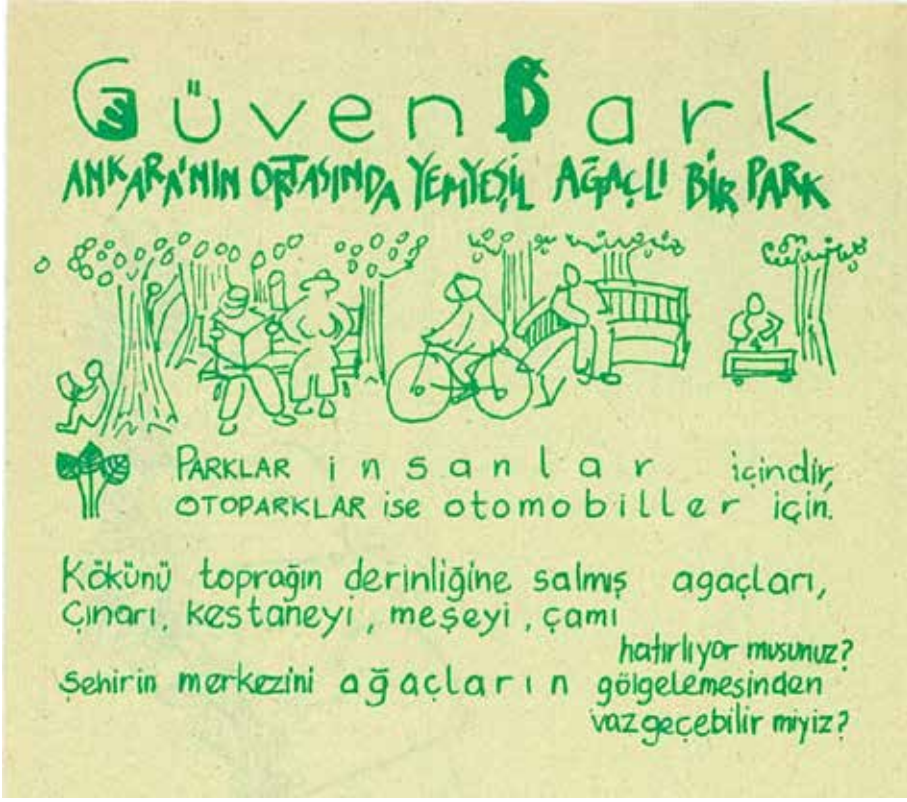 GüvenPark
ANKARA'NIN ORTASINDA YEMYEŞİL AĞAÇLI BİR PARK
PARKLAR insanlar içindir,
OTOPARKLAR ise otomobiller için.
Kökünü toprağın derinliğine salmış agaçları,
Çınarı, kestaneyi, meşeyi, çamı
hatırlıyor musunuz?
Şehirin merkezini ağaçların gölgelemesinden
vazgeçebilir miyiz?